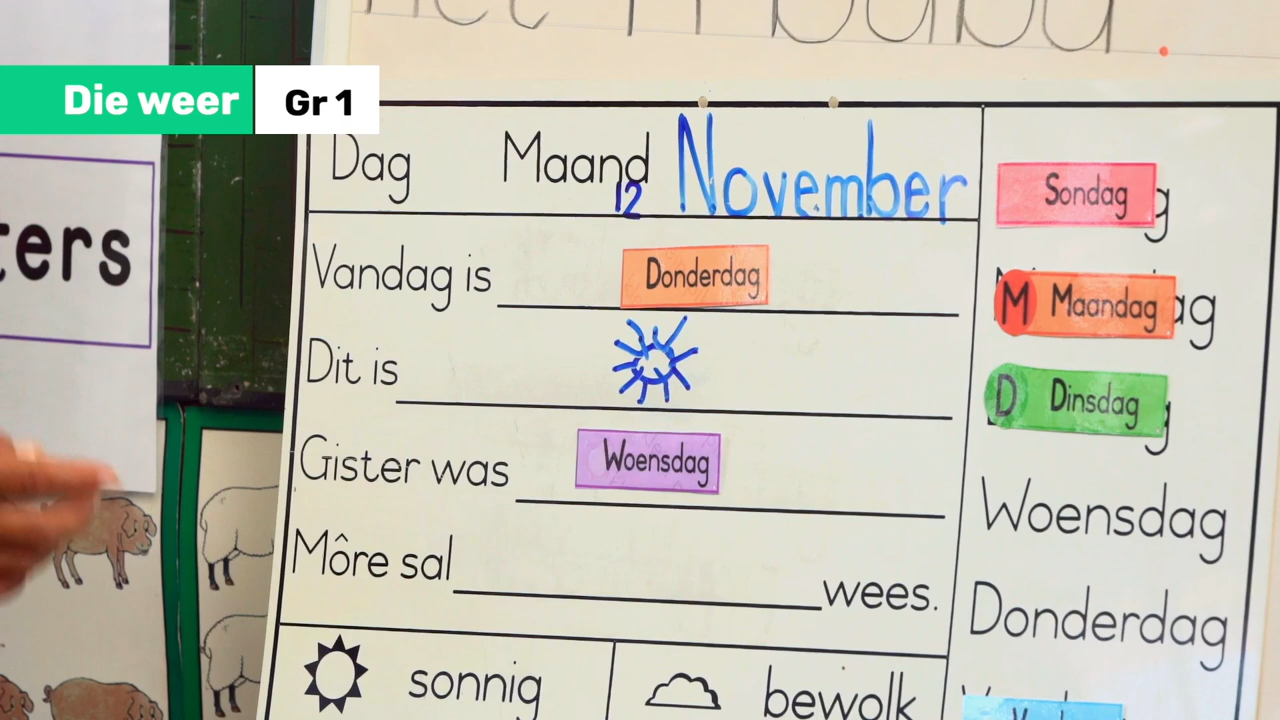 Die weer Gr 1
ters
Dag Maand 12 November
Vandag is Donderdag
Dit is
Gister was Woensdag
Môre sal wees.
sonnig bewolk
Sondag
M Maandag
D Dinsdag
Woensdag
Donderdag